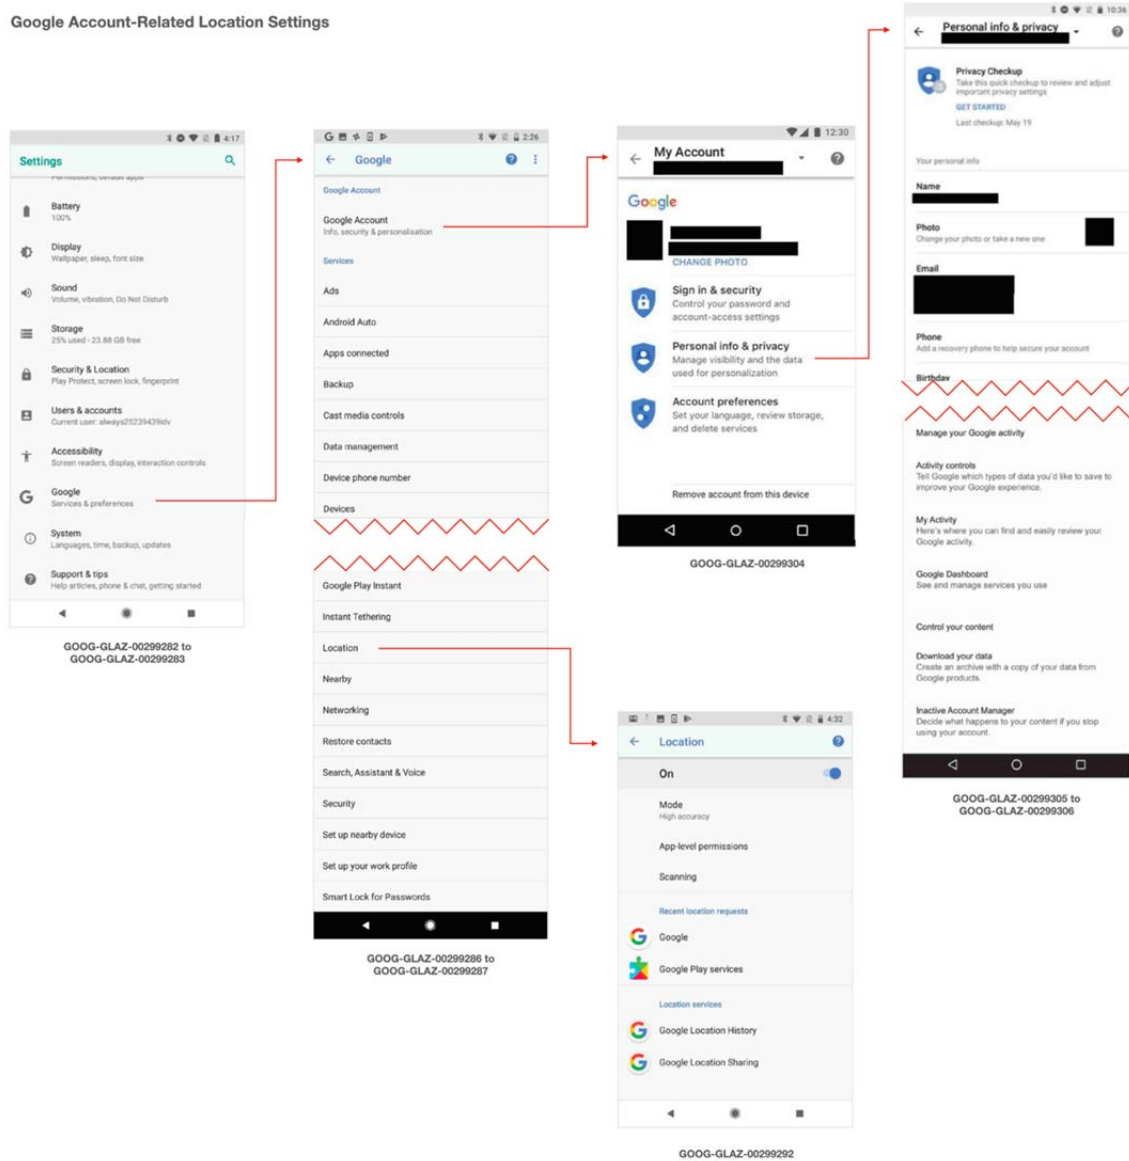 Google Account-Related Location Settings
4:17
Settings
Permissions, default apps
Battery
100%
Display
Wallpaper, sleep, font size
Sound
Volume, vibration, Do Not Disturb
Storage
25% used - 23.88 GB free
Security & Location
Play Protect, screen lock, fingerprint
Users & accounts
Current user: always25239439idv
Accessibility
Screen readers, display, interaction controls
Google
Services & preferences
System
Languages, time, backup, updates
Support & tips
Help articles, phone & chat, getting started
GOOG-GLAZ-00299282 to
GOOG-GLAZ-00299283
2:26
Google
Google Account
Google Account
Info, security & personalisation
Services
Ads
Android Auto
Apps connected
Backup
Cast media controls
Data management
Device phone number
Devices
Google Play Instant
Instant Tethering
Location
Nearby
Networking
Restore contacts
Search, Assistant & Voice
Security
Set up nearby device
Set up your work profile
Smart Lock for Passwords
GOOG-GLAZ-00299286 to
GOOG-GLAZ-00299287
12:30
My Account
Google
CHANGE PHOTO
Sign in & security
Control your password and
account-access settings
Personal info & privacy
Manage visibility and the data
used for personalization
Account preferences
Set your language, review storage,
and delete services
Remove account from this device
GOOG-GLAZ-00299304
4:32
Location
On
Mode
High accuracy
App-level permissions
Scanning
Recent location requests
Google
Google Play services
Location services
Google Location History
Google Location Sharing
GOOG-GLAZ-00299292
10:36
Personal info & privacy
Privacy Checkup
Take this quick checkup to review and adjust
important privacy settings
GET STARTED
Last checkup: May 19
Your personal info
Name
Photo
Change your photo or take a new one
Email
Phone
Add a recovery phone to help secure your account
Birthday
Manage your Google activity
Activity controls
Tell Google which types of data you'd like to save to
improve your Google experience.
My Activity
Here's where you can find and easily review your
Google activity.
Google Dashboard
See and manage services you use
Control your content
Download your data
Create an archive with a copy of your data from
Google products.
Inactive Account Manager
Decide what happens to your content if you stop
using your account.
GOOG-GLAZ-00299305 to
GOOG-GLAZ-00299306